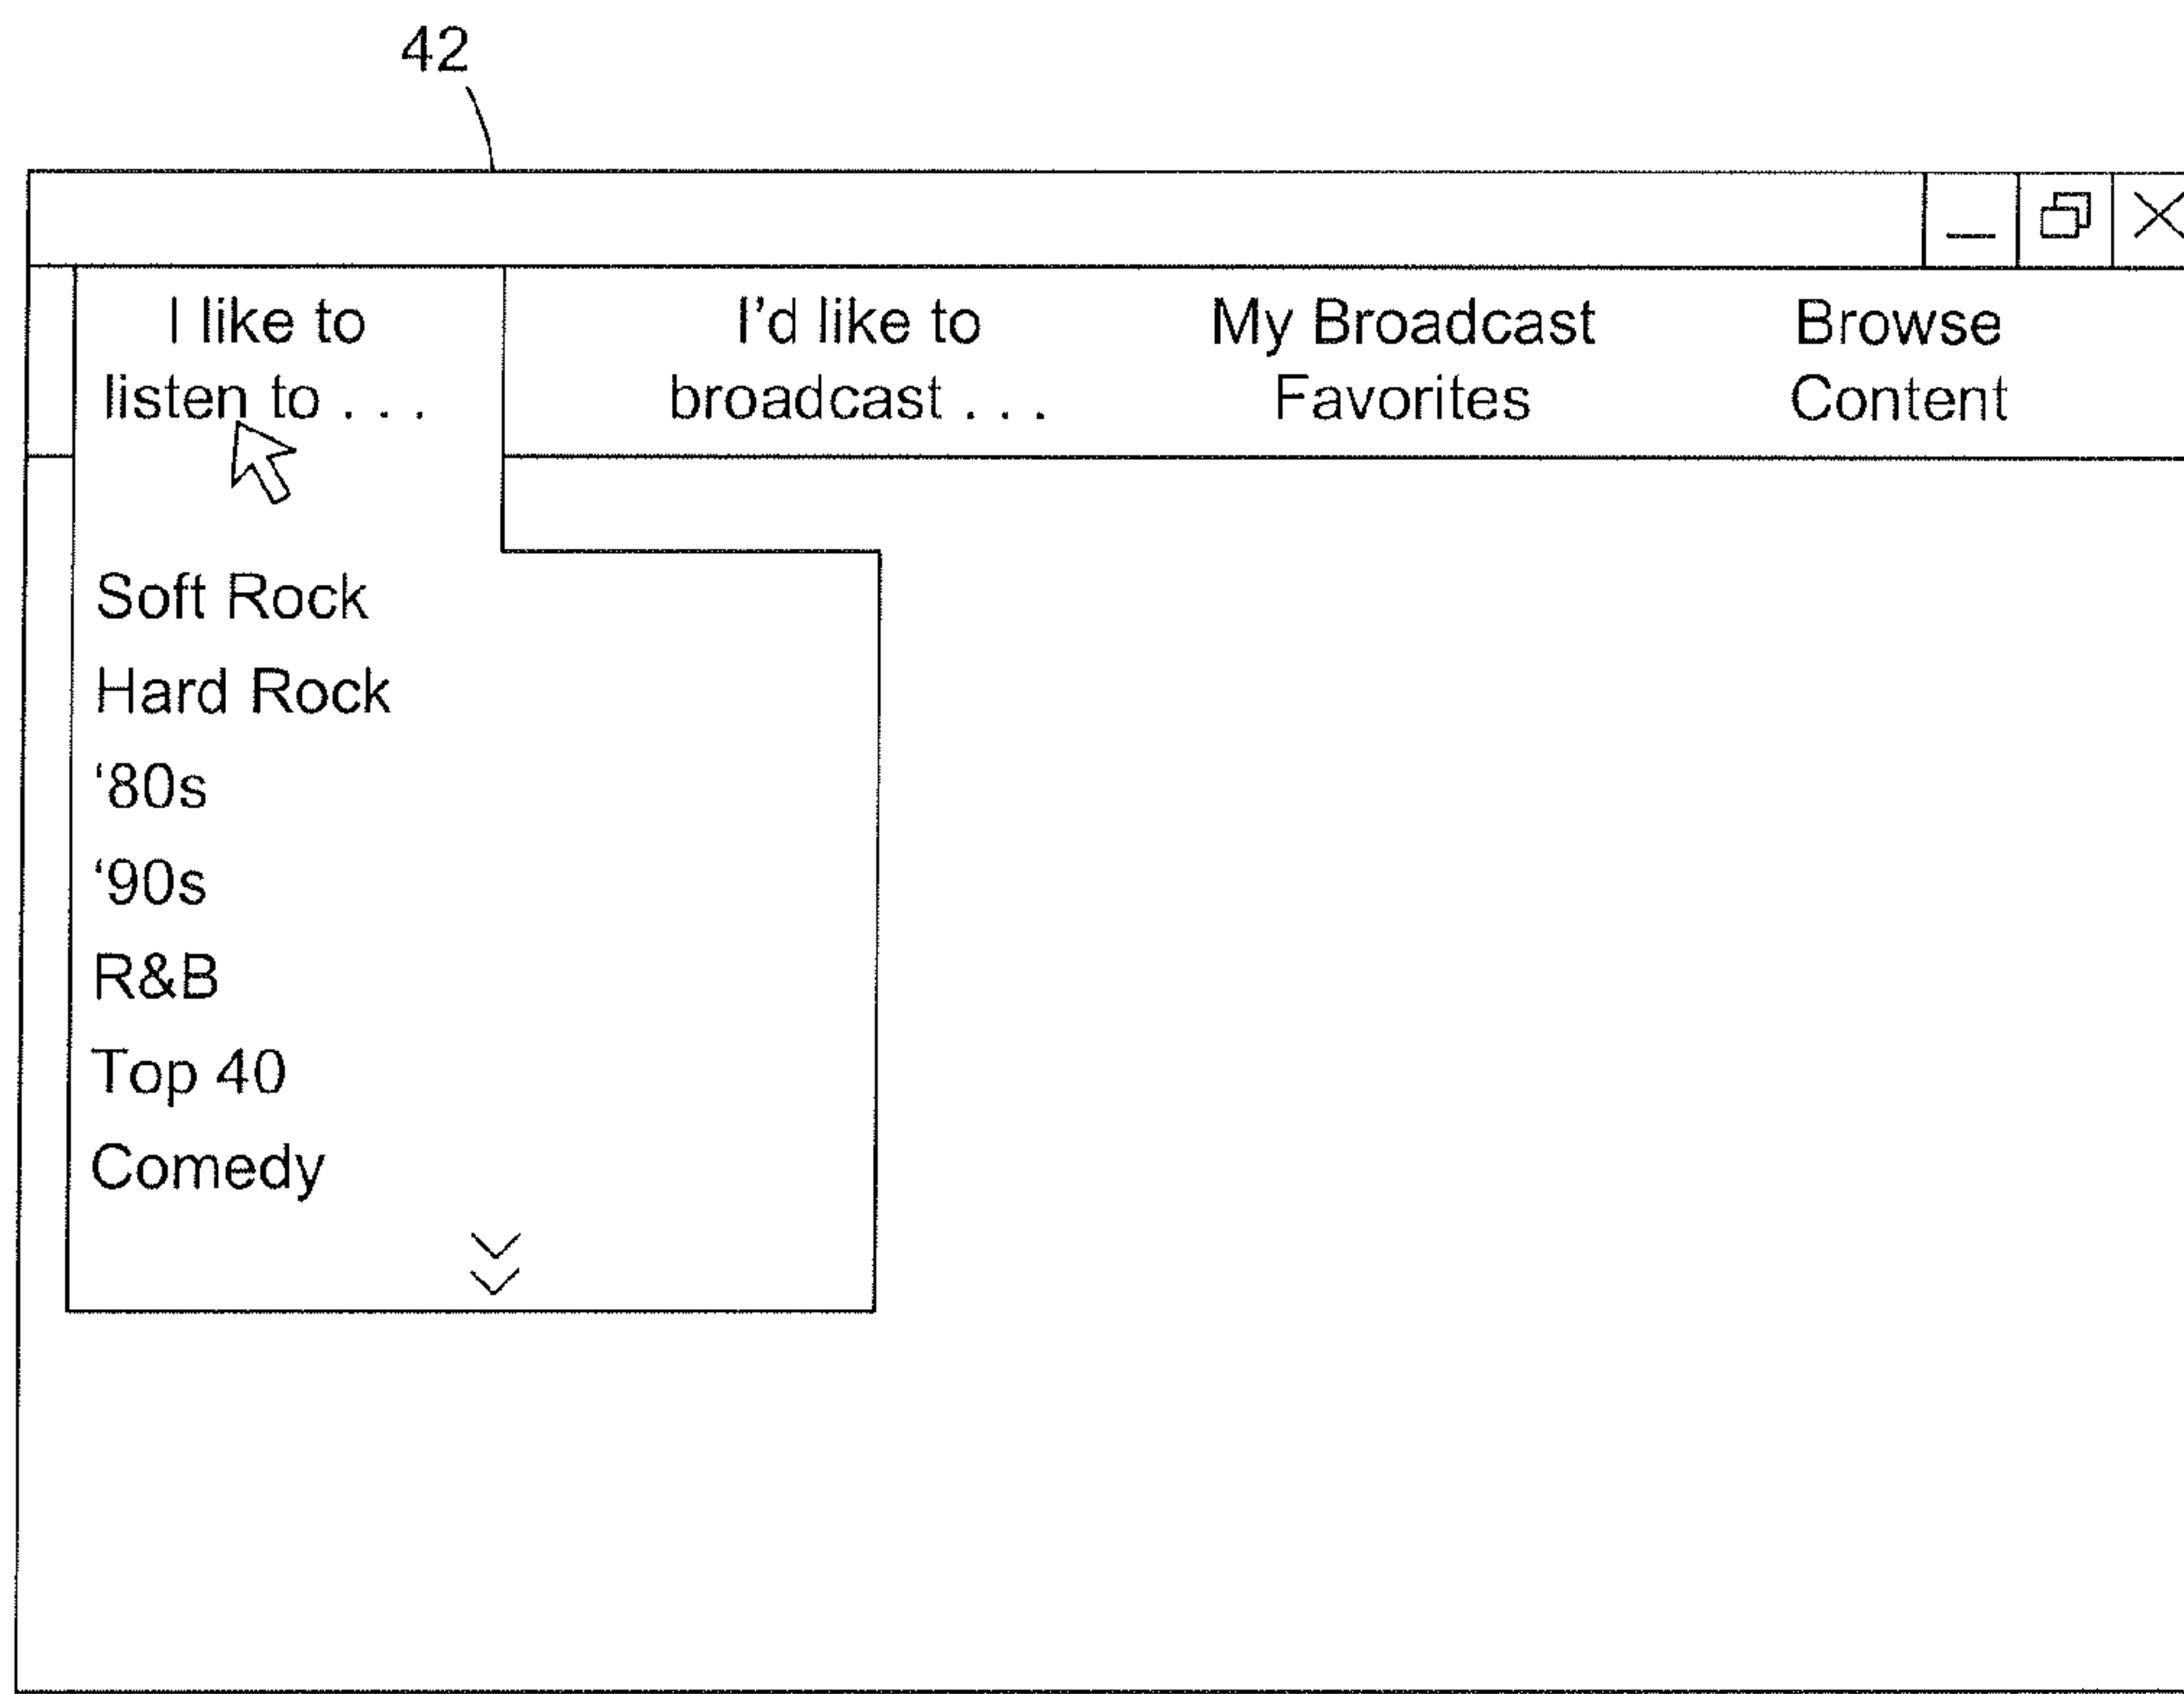 42
I like to
listen to . . .
I'd like to
broadcast . . .
My Broadcast
Favorites
Browse
Content
Soft Rock
Hard Rock
‘80s
‘90s
R&B
Top 40
Comedy